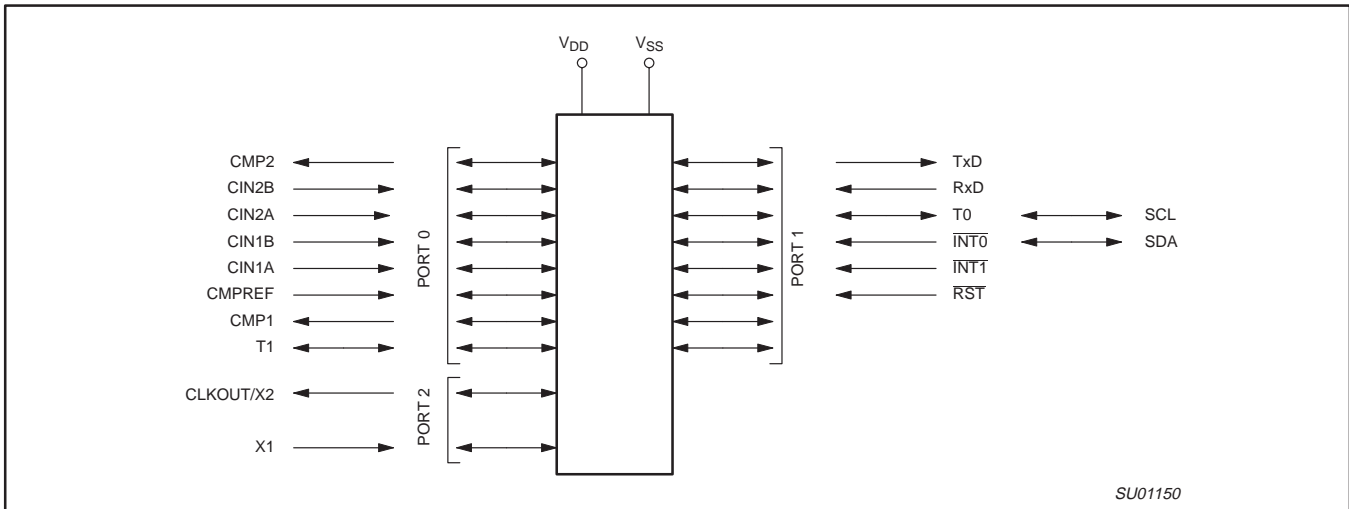 VDD VSS
CMP2
CIN2B
CIN2A
CIN1B
CIN1A
CMPREF
CMP1
T1
PORT 0
CLKOUT/X2
X1
PORT 2
PORT 1
TxD
RxD
T0 SCL
INT0 SDA
INT1
RST
SU01150